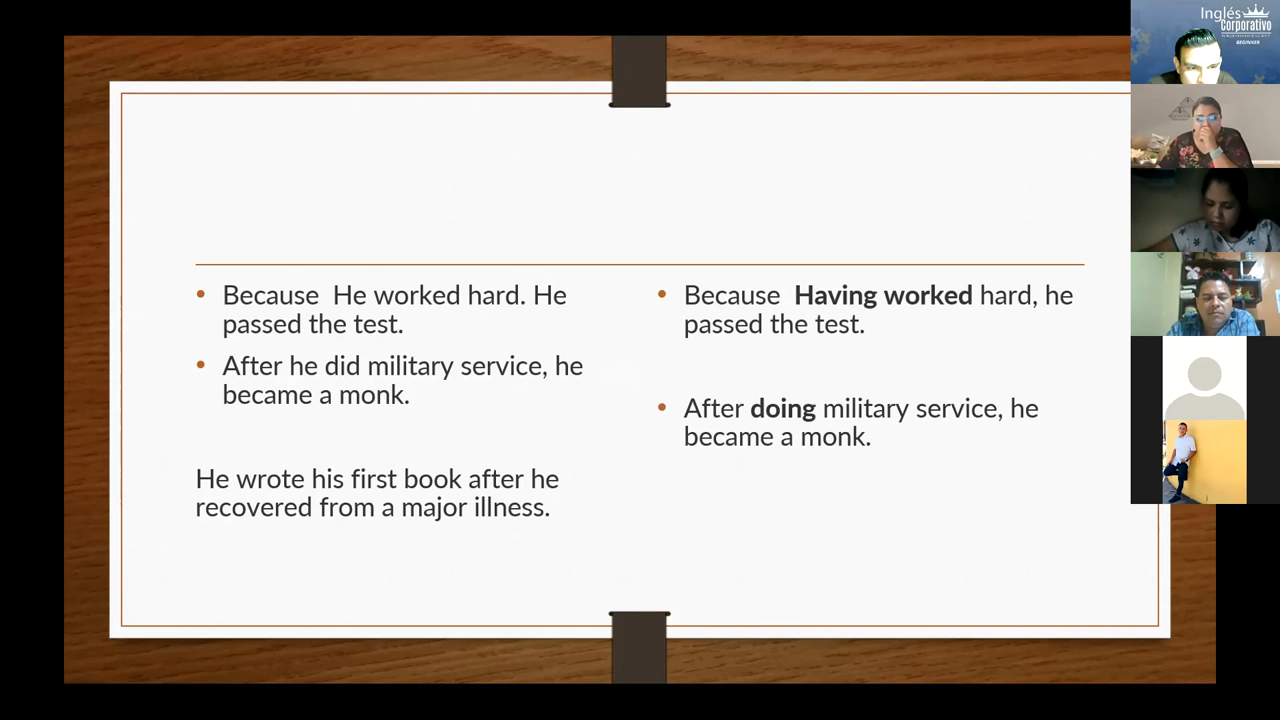 Because  He worked hard. He
passed the test.
After he did military service, he
became a monk.
He wrote his first book after he
recovered from a major illness.
Because  Having worked hard, he
passed the test.
After doing military service, he
became a monk.
Inglés
Corporativo
BEGINNER